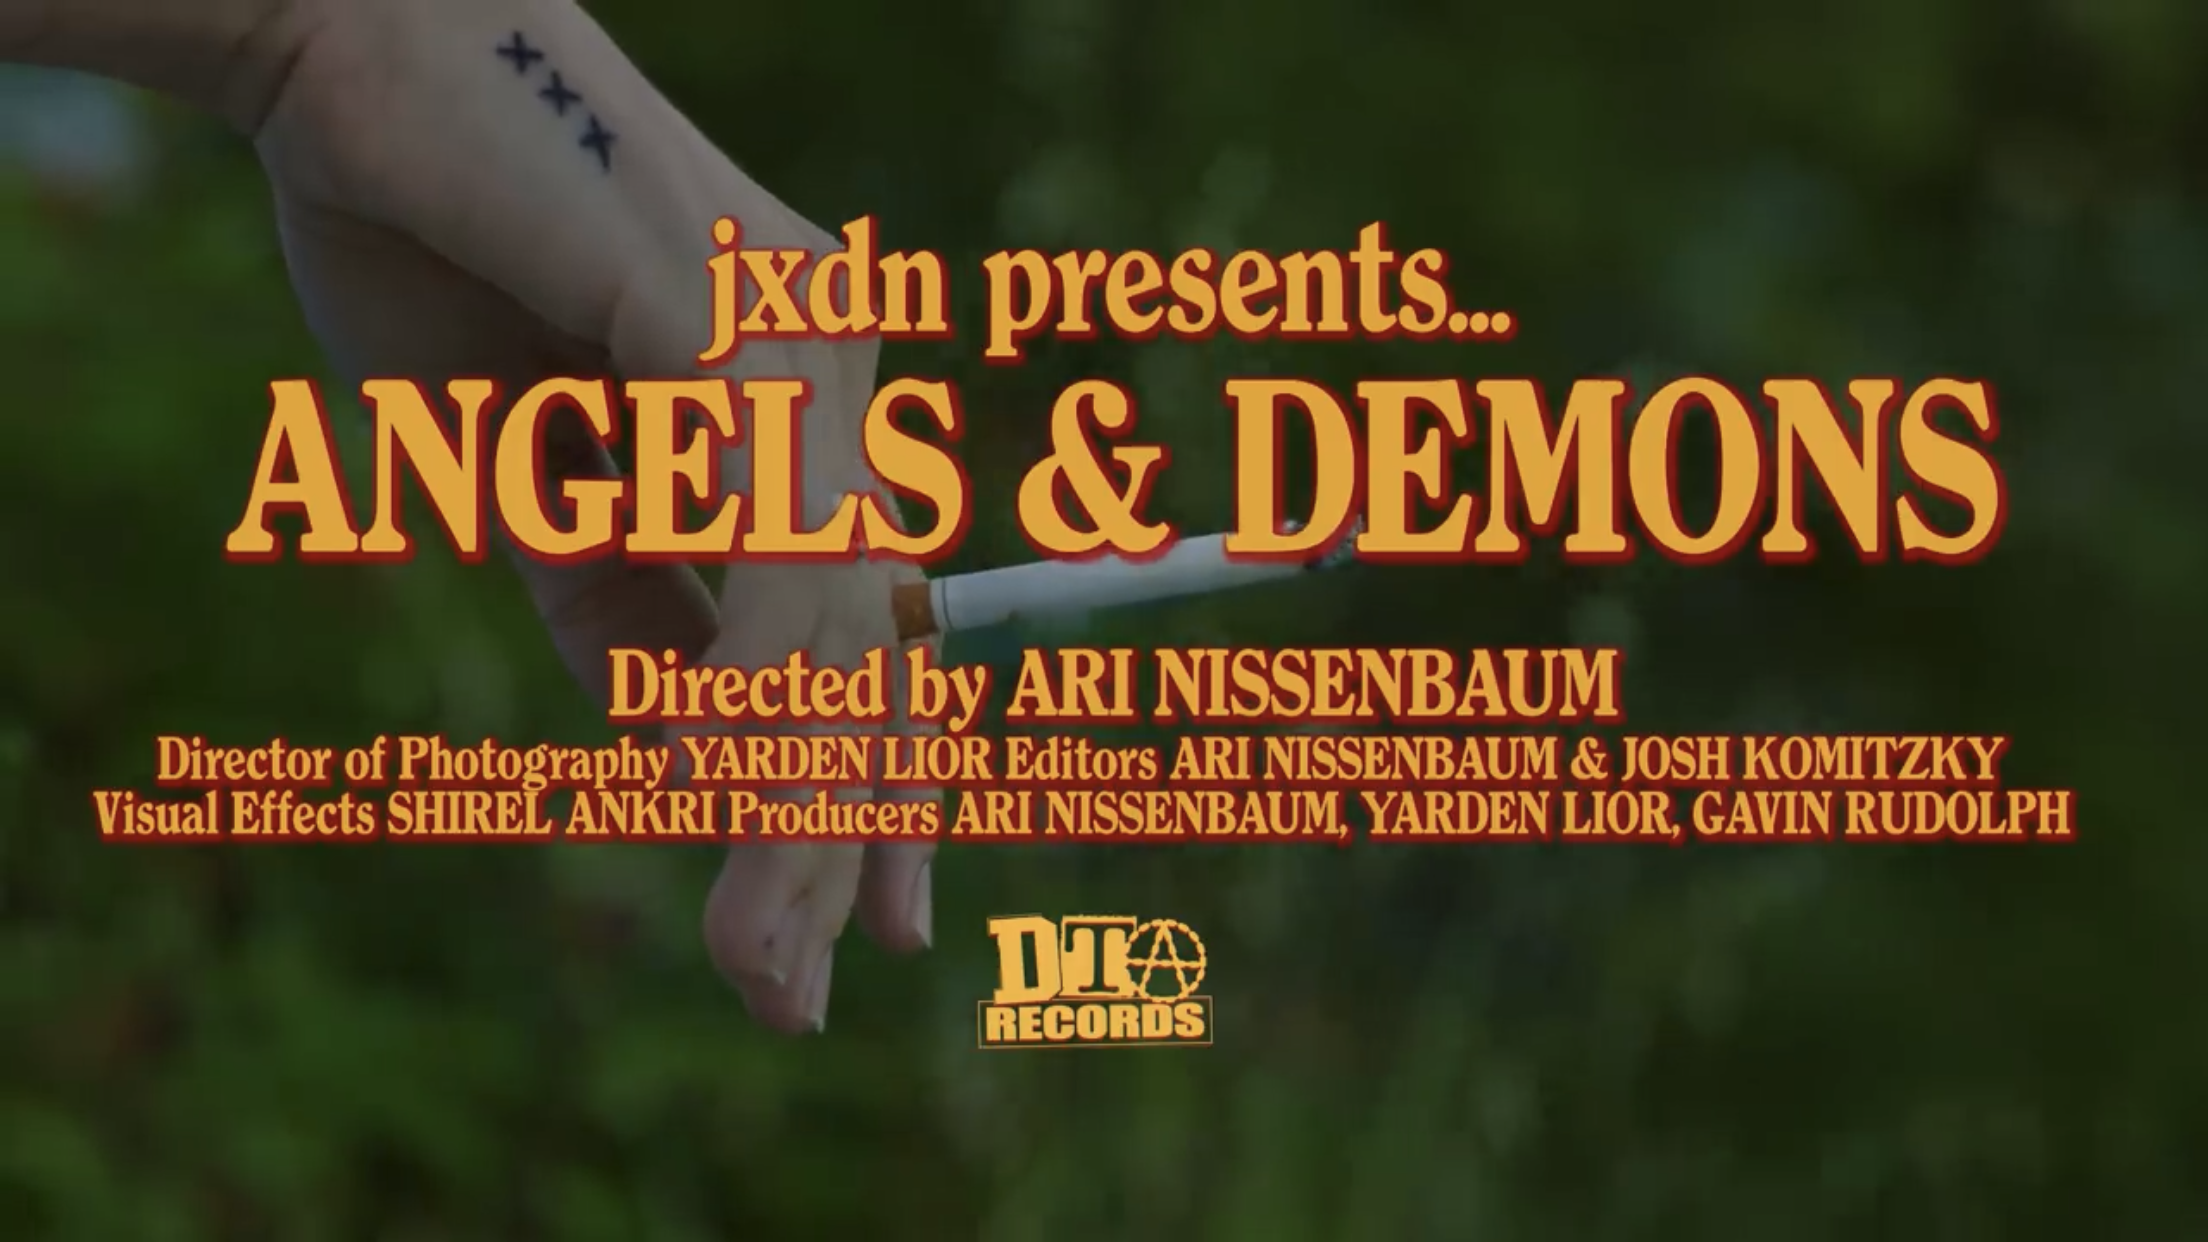 jxdn presents...
ANGELS & DEMONS
Directed by ARI NISSENBAUM
Director of Photography YARDEN LIOR Editors ARI NISSENBAUM & JOSH KOMITZKY
Visual Effects SHIREL ANKRI Producers ARI NISSENBAUM, YARDEN LIOR, GAVIN RUDOLPH
DTA
RECORDS